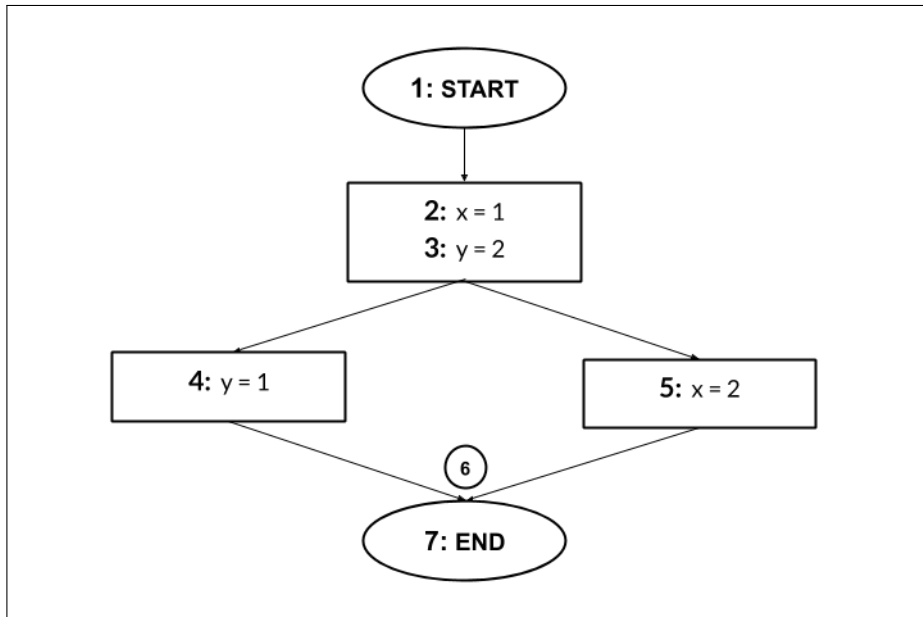 1: START
2: x = 1
3: y = 2
4: y = 1
5: x = 2
6
7: END